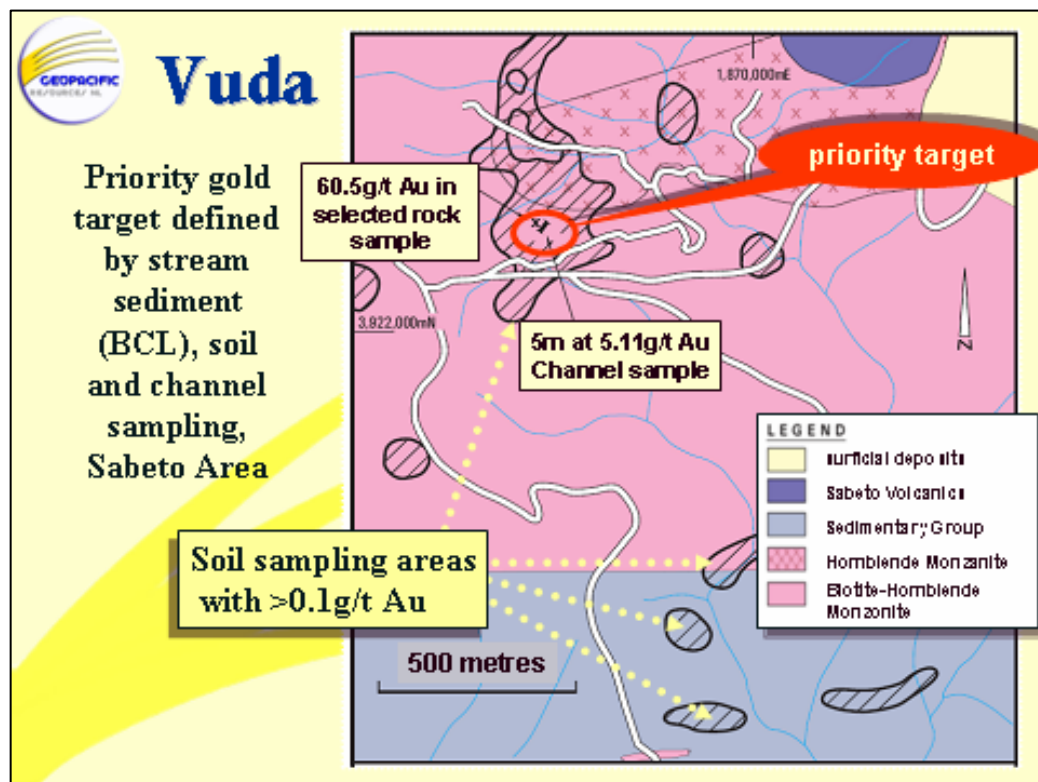 GEOPACIFIC
RESOURCES NL
Vuda
Priority gold
target defined
by stream
sediment
(BCL), soil
and channel
sampling,
Sabeto Area
1,870,000mE
priority target
60.5g/t Au in
selected rock
sample
3,922,000mN
5m at 5.11g/t Au
Channel sample
N
LEGEND
surficial deposits
Sabeto Volcanics
Sedimentary Group
Hornblende Monzanite
Biotite-Hornblende
Monzonite
Soil sampling areas
with >0.1g/t Au
500 metres